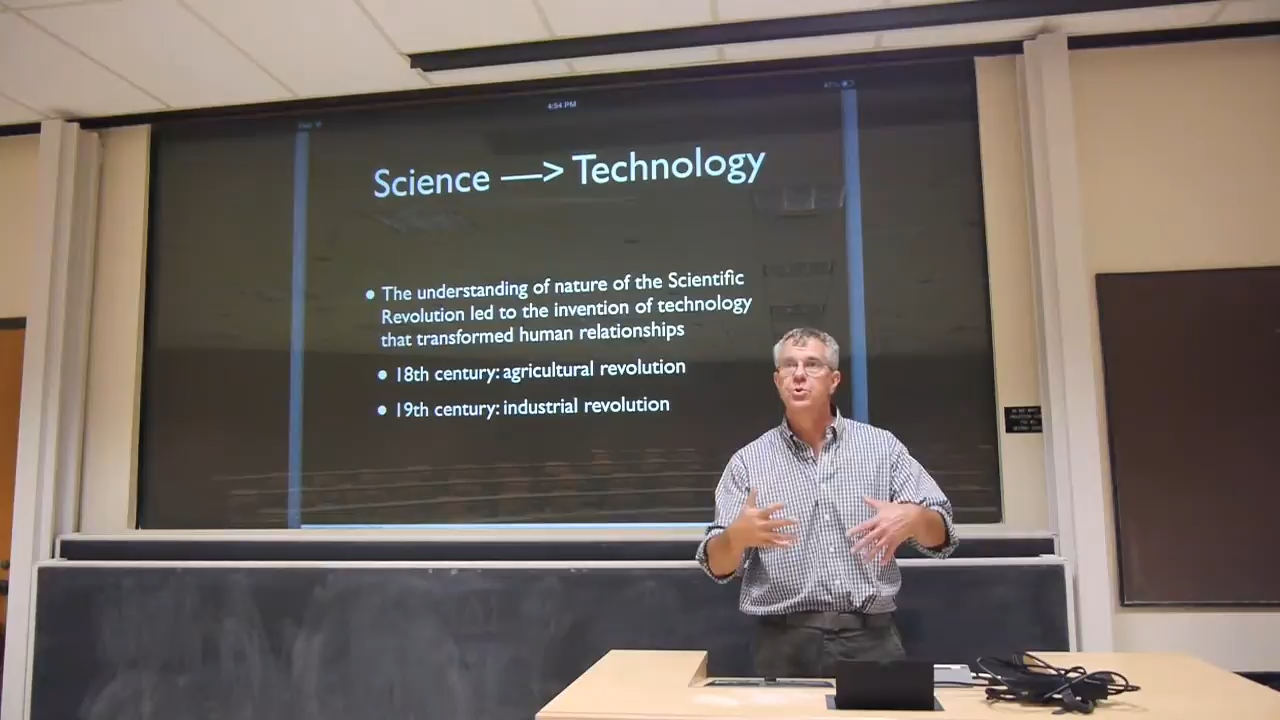 4:54 PM
Science —> Technology
• The understanding of nature of the Scientific
Revolution led to the invention of technology
that transformed human relationships
• 18th century: agricultural revolution
• 19th century: industrial revolution